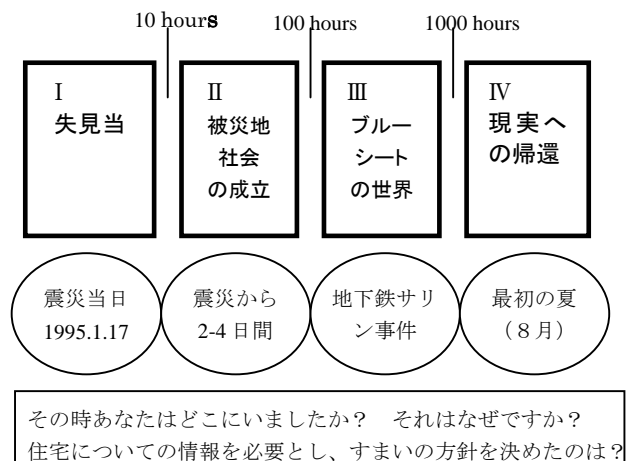 10 hours
100 hours
1000 hours
Ⅰ
失見当
Ⅱ
被災地
社会
の成立
Ⅲ
ブルー
シート
の世界
Ⅳ
現実へ
の帰還
震災当日
1995.1.17
震災から
2-4日間
地下鉄サリ
ン事件
最初の夏
（８月）
その時あなたはどこにいましたか？　それはなぜですか？
住宅についての情報を必要とし、すまいの方針を決めたのは？